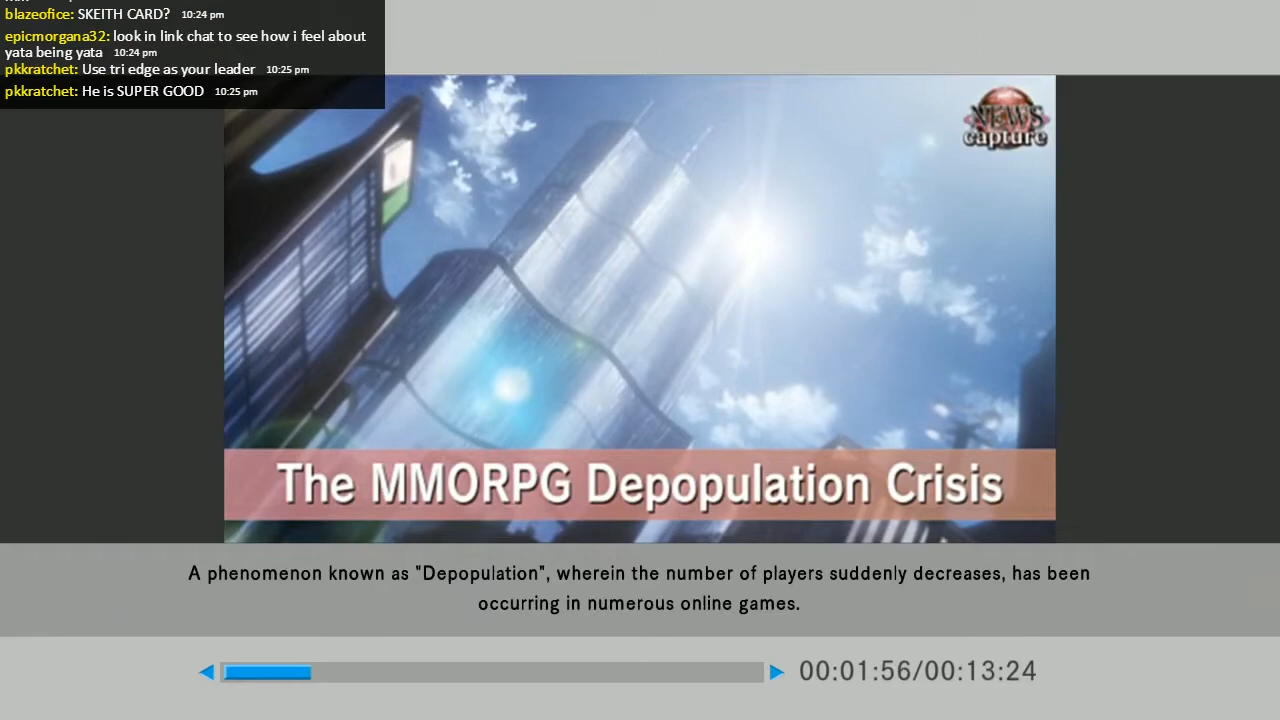 blazeofice: SKEITH CARD? 10:24 pm
epicmorgana32: look in link chat to see how i feel about
yata being yata 10:24 pm
pkkratchet: Use tri edge as your leader 10:25 pm
pkkratchet: He is SUPER GOOD 10:25 pm
NEWS
capture
The MMORPG Depopulation Crisis
A phenomenon known as "Depopulation", wherein the number of players suddenly decreases, has been
occurring in numerous online games.
00:01:56/00:13:24